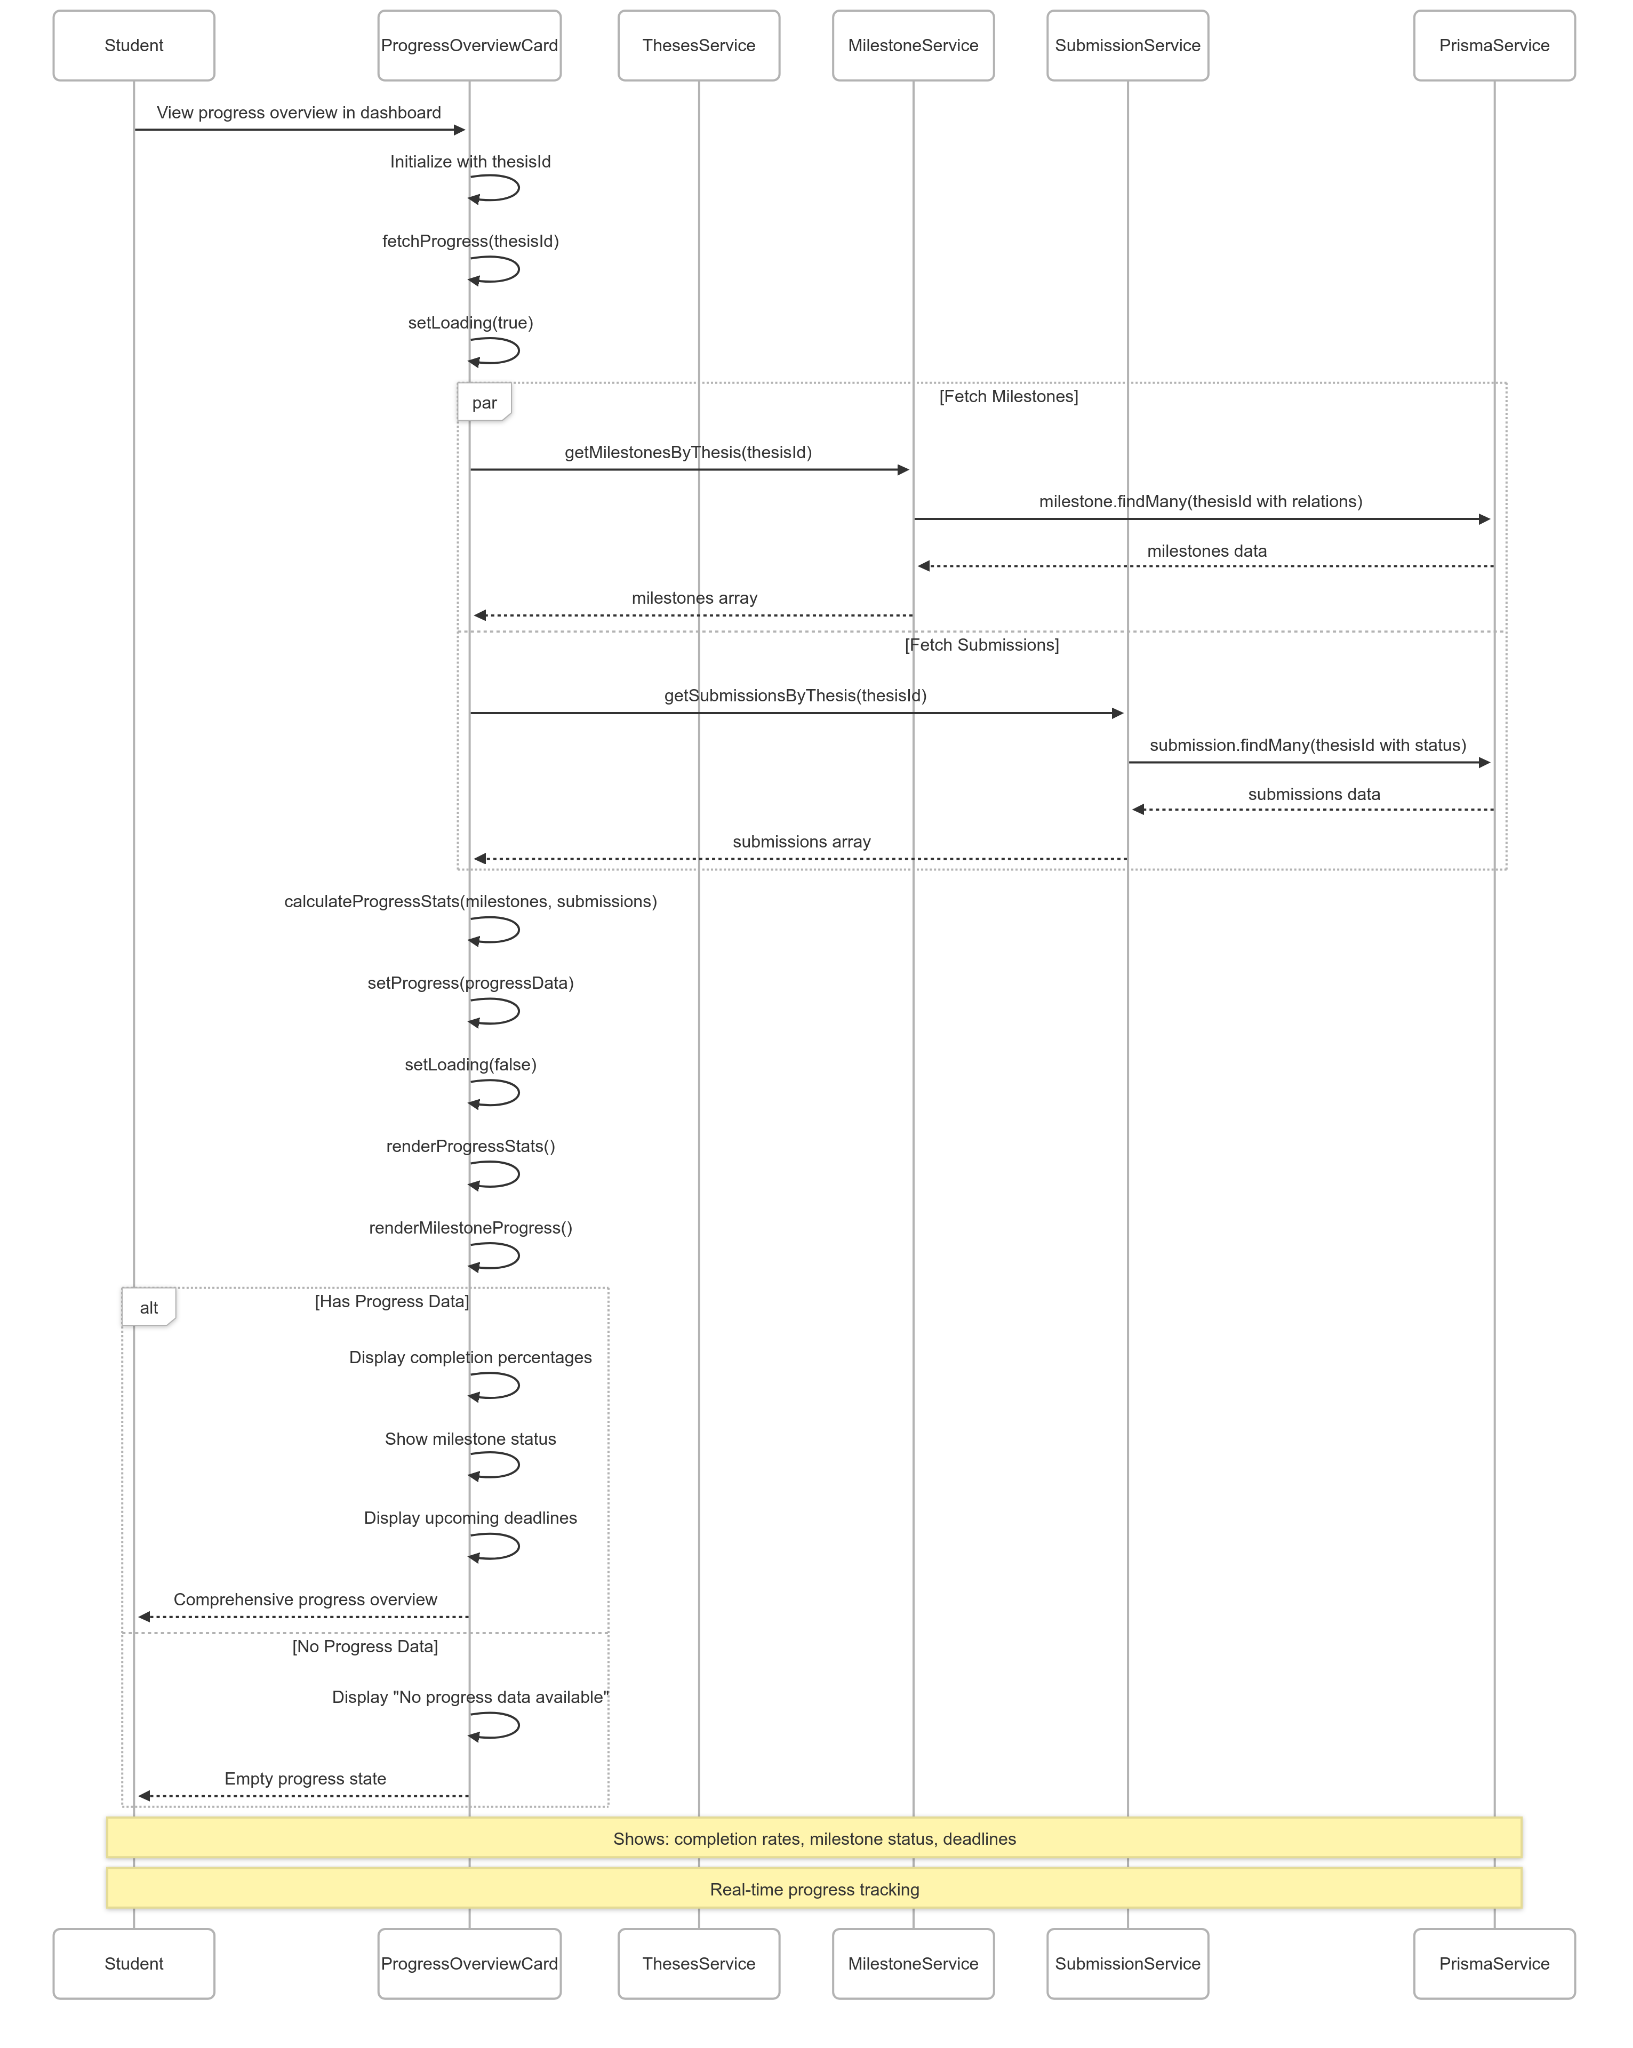 Student
ProgressOverviewCard
ThesesService
MilestoneService
SubmissionService
PrismaService
View progress overview in dashboard
Initialize with thesisId
fetchProgress(thesisId)
setLoading(true)
par
[Fetch Milestones]
getMilestonesByThesis(thesisId)
milestone.findMany(thesisId with relations)
milestones data
milestones array
[Fetch Submissions]
getSubmissionsByThesis(thesisId)
submission.findMany(thesisId with status)
submissions data
submissions array
calculateProgressStats(milestones, submissions)
setProgress(progressData)
setLoading(false)
renderProgressStats()
renderMilestoneProgress()
alt
[Has Progress Data]
Display completion percentages
Show milestone status
Display upcoming deadlines
Comprehensive progress overview
[No Progress Data]
Display "No progress data available"
Empty progress state
Shows: completion rates, milestone status, deadlines
Real-time progress tracking
Student
ProgressOverviewCard
ThesesService
MilestoneService
SubmissionService
PrismaService